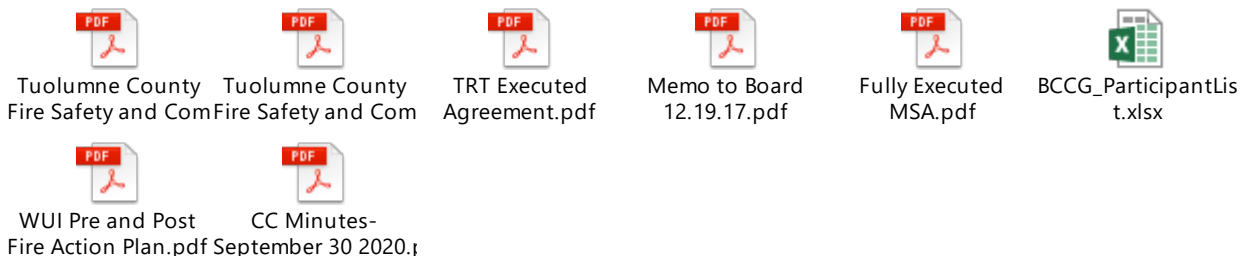 PDF PDF PDF PDF PDF
Tuolumne County Tuolumne County TRT Executed Memo to Board Fully Executed BCCG_ParticipantLis
Fire Safety and Com Fire Safety and Com Agreement.pdf 12.19.17.pdf MSA.pdf t.xlsx
PDF PDF
WUI Pre and Post CC Minutes-
Fire Action Plan.pdf September 30 2020.p